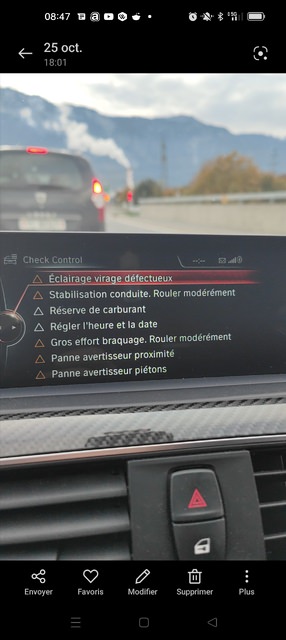 08:47
25 oct.
18:01
Check Control
Éclairage virage défectueux
Stabilisation conduite. Rouler modérément
Réserve de carburant
Régler l'heure et la date
Gros effort braquage. Rouler modérément
Panne avertisseur proximité
Panne avertisseur piétons
Envoyer
Favoris
Modifier
Supprimer
Plus